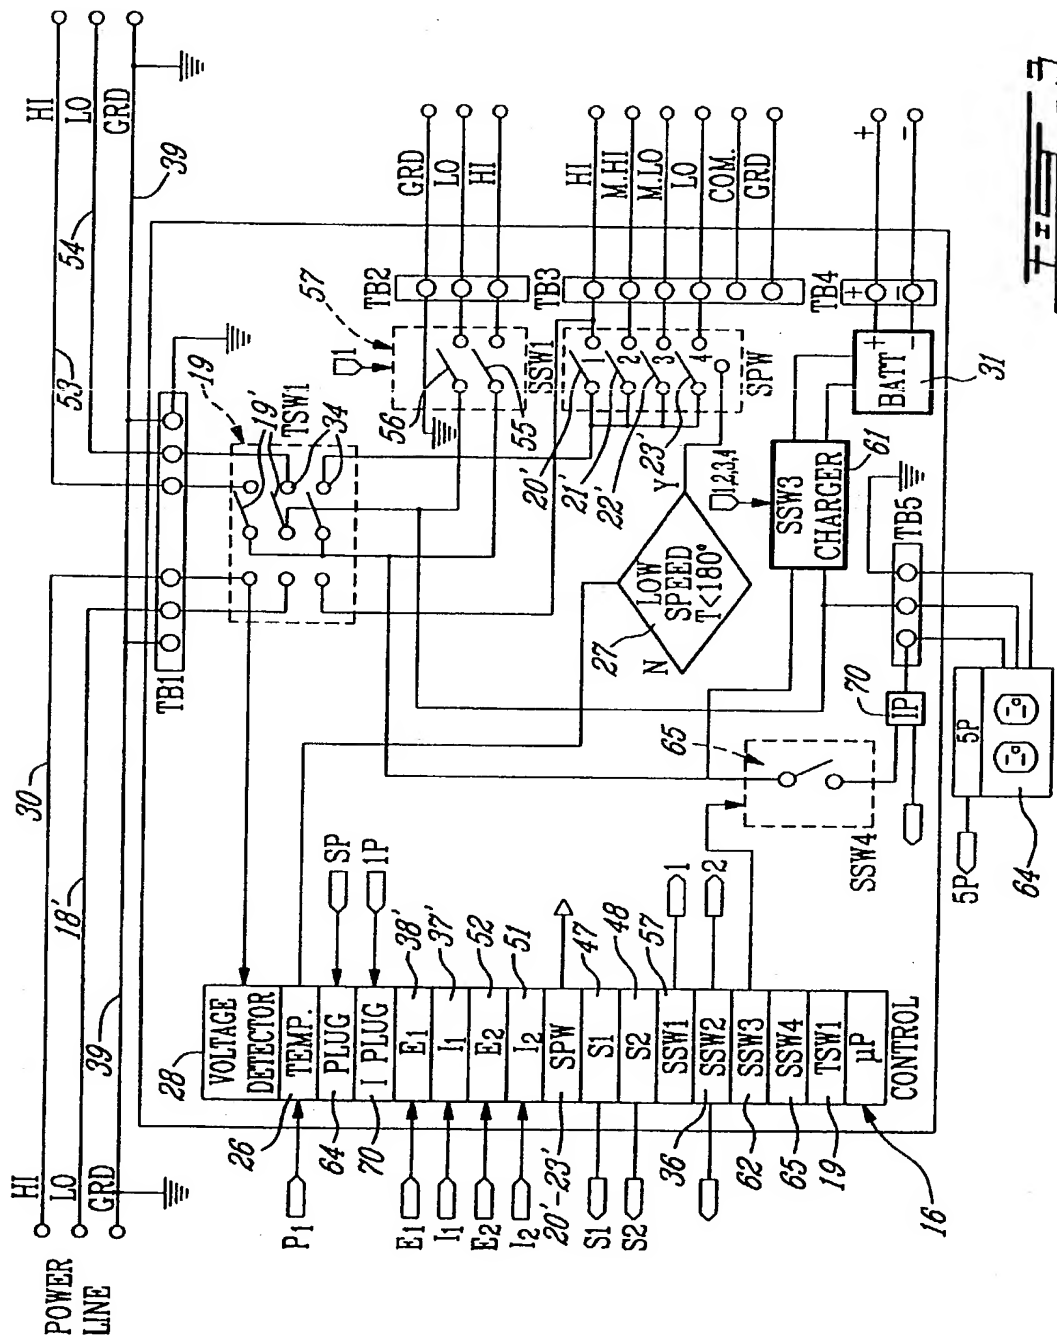 HI
LO
GRD
39
54
53
POWER
LINE
HI
LO
GRD
30
18'
39
TB1
19
19'
TSW1
34
57
1
56
55
SSW1
TB2
GRD
LO
HI
TB3
HI
M.HI
M.LO
LO
COM.
GRD
1
2
3
4
20'
21'
22'
23'
SPW
Y
N
LOW
SPEED
T<180°
27
1,2,3,4
SSW3
CHARGER
61
BATT
+
-
31
TB4
+
-
+
-
TB5
65
SSW4
70
IP
5P
5P
64
28
VOLTAGE
DETECTOR
26
TEMP.
P1
64
PLUG
SP
70
I PLUG
1P
E1
E1
38'
I1
I1
37'
E2
E2
52
I2
I2
51
20'-23'
SPW
S1
S1
47
S2
S2
48
SSW1
57
1
36
SSW2
2
62
SSW3
65
SSW4
19
TSW1
µP
CONTROL
16